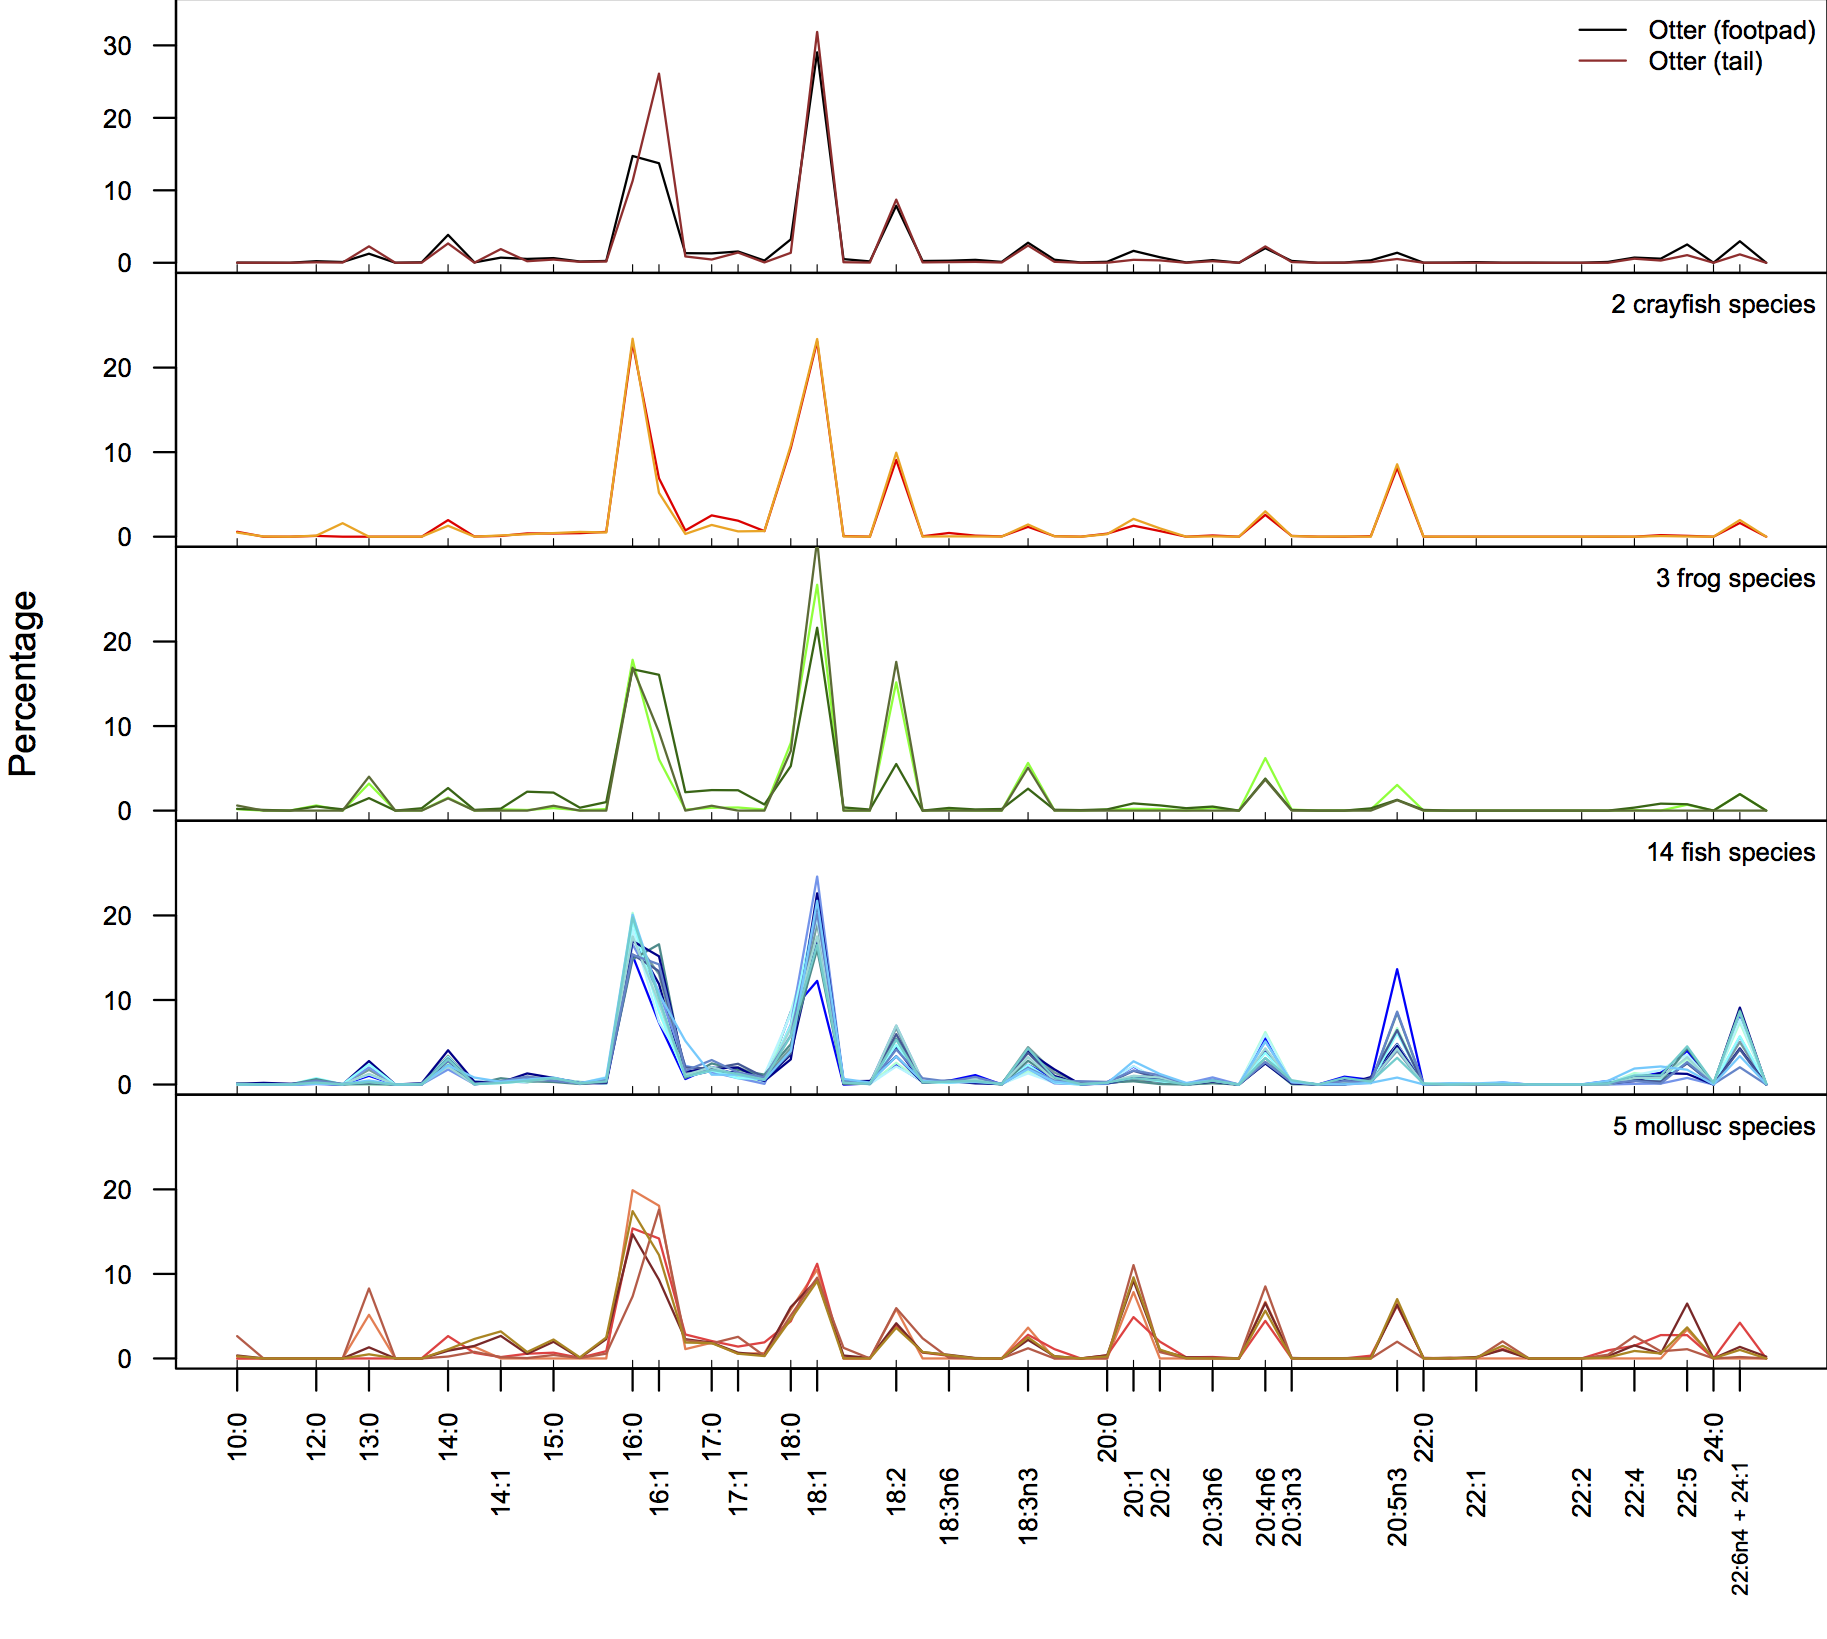 Percentage
30
20
10
0
Otter (footpad)
Otter (tail)
20
10
0
2 crayfish species
20
10
0
3 frog species
20
10
0
14 fish species
20
10
0
5 mollusc species
10:0
12:0
13:0
14:0
14:1
15:0
16:0
16:1
17:0
17:1
18:0
18:1
18:2
18:3n6
18:3n3
20:0
20:1
20:2
20:3n6
20:4n6
20:3n3
20:5n3
22:0
22:1
22:2
22:4
22:5
24:0
22:6n4 + 24:1